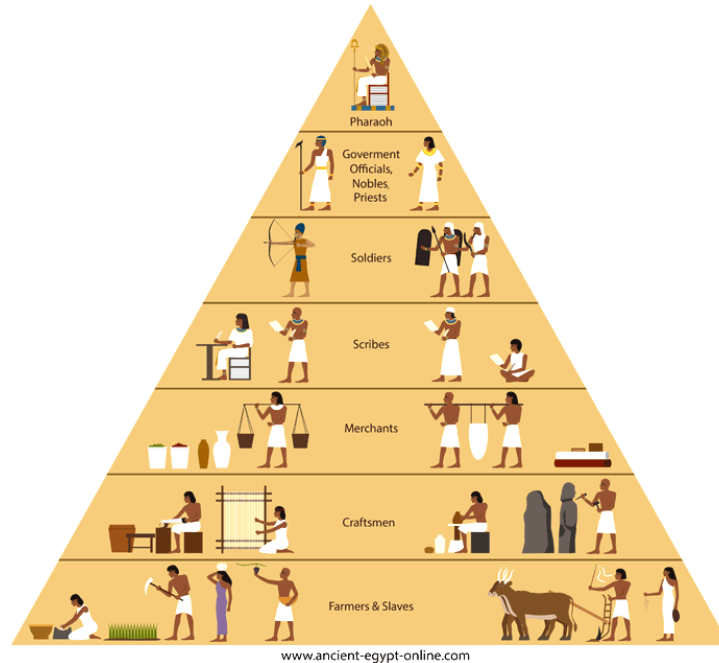 Pharaoh
Goverment
Officials,
Nobles,
Priests
Soldiers
Scribes
Merchants
Craftsmen
Farmers & Slaves
www.ancient-egypt-online.com